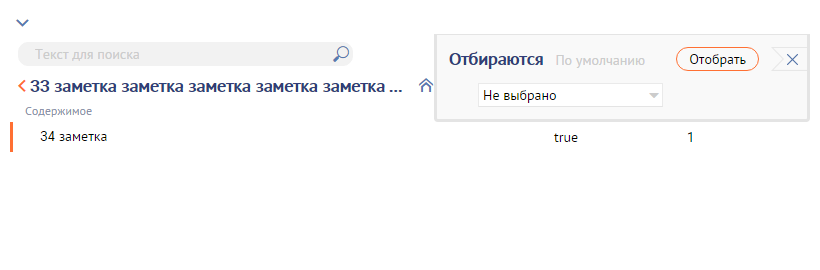 Текст для поиска
Отбираются По умолчанию Отобрать
33 заметка заметка заметка заметка заметка ...
Не выбрано
Содержимое
34 заметка true 1